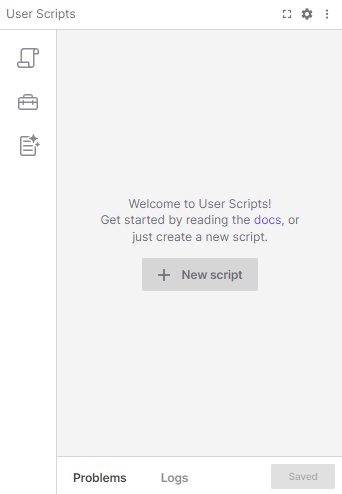 User Scripts
Welcome to User Scripts!
Get started by reading the docs, or
just create a new script.
New script
Problems
Logs
Saved